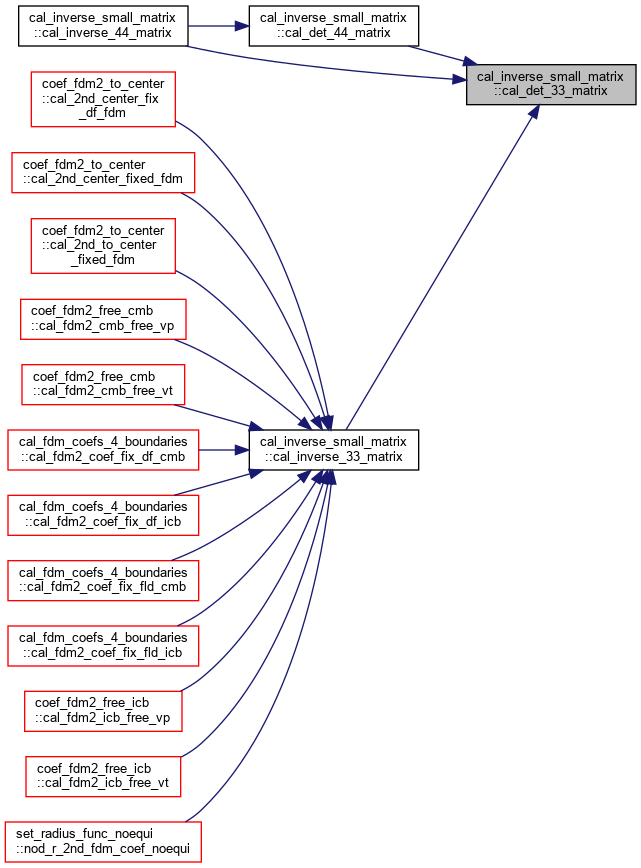 cal_inverse_small_matrix
::cal_inverse_44_matrix
cal_inverse_small_matrix
::cal_det_44_matrix
cal_inverse_small_matrix
::cal_det_33_matrix
coef_fdm2_to_center
::cal_2nd_center_fix
_df_fdm
coef_fdm2_to_center
::cal_2nd_center_fixed_fdm
coef_fdm2_to_center
::cal_2nd_to_center
_fixed_fdm
coef_fdm2_free_cmb
::cal_fdm2_cmb_free_vp
coef_fdm2_free_cmb
::cal_fdm2_cmb_free_vt
cal_fdm_coefs_4_boundaries
::cal_fdm2_coef_fix_df_cmb
cal_inverse_small_matrix
::cal_inverse_33_matrix
cal_fdm_coefs_4_boundaries
::cal_fdm2_coef_fix_df_icb
cal_fdm_coefs_4_boundaries
::cal_fdm2_coef_fix_fld_cmb
cal_fdm_coefs_4_boundaries
::cal_fdm2_coef_fix_fld_icb
coef_fdm2_free_icb
::cal_fdm2_icb_free_vp
coef_fdm2_free_icb
::cal_fdm2_icb_free_vt
set_radius_func_noequi
::nod_r_2nd_fdm_coef_noequi